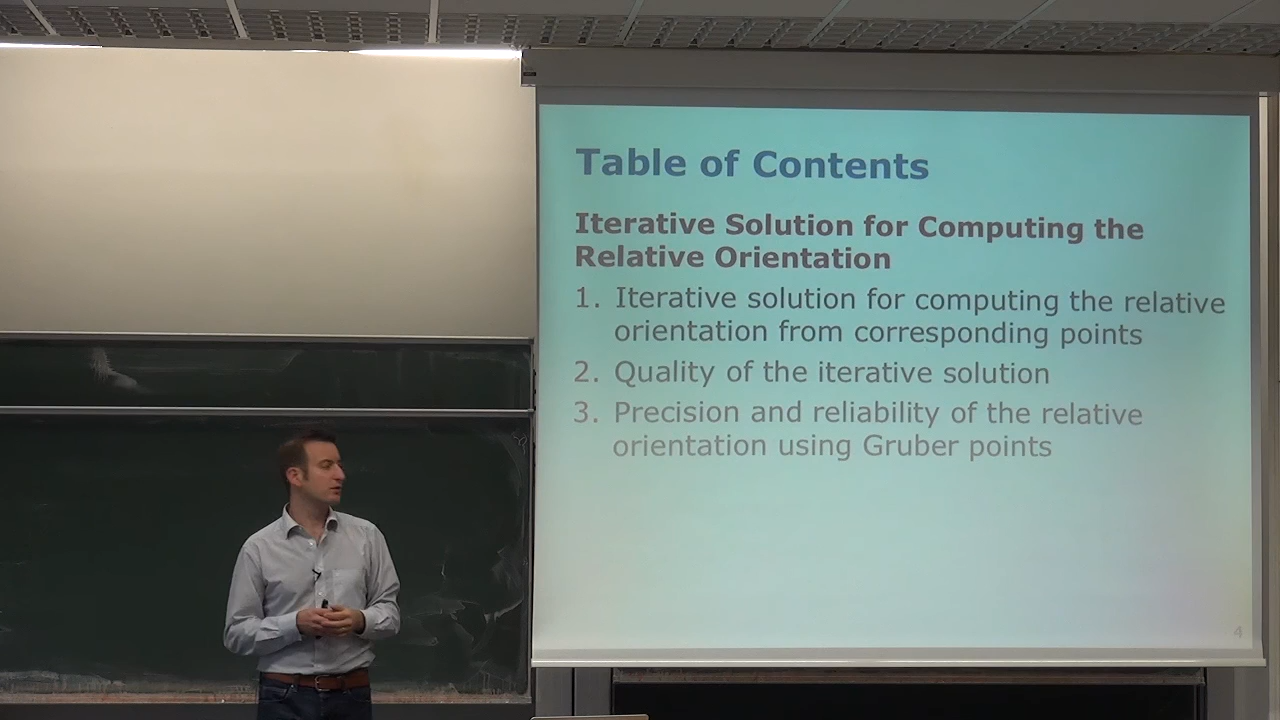 Table of Contents
Iterative Solution for Computing the
Relative Orientation
1. Iterative solution for computing the relative
orientation from corresponding points
2. Quality of the iterative solution
3. Precision and reliability of the relative
orientation using Gruber points
4